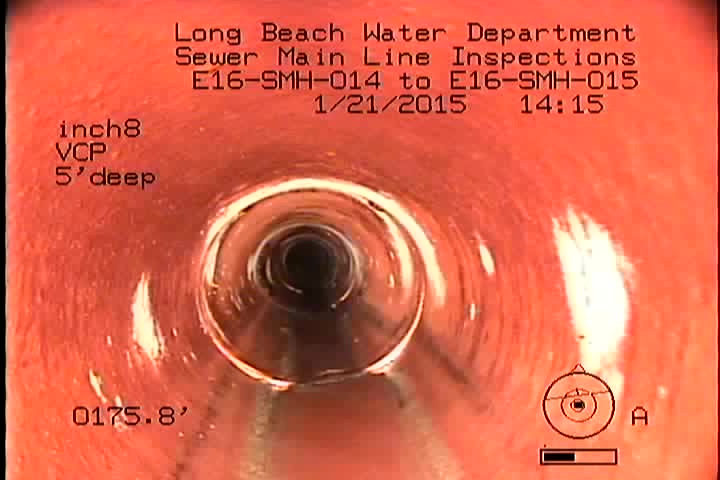 Long Beach Water Department
Sewer Main Line Inspections
E16-SMH-014 to E16-SMH-015
1/21/2015 14:15
inch8
VCP
5'deep
0175.8'
A